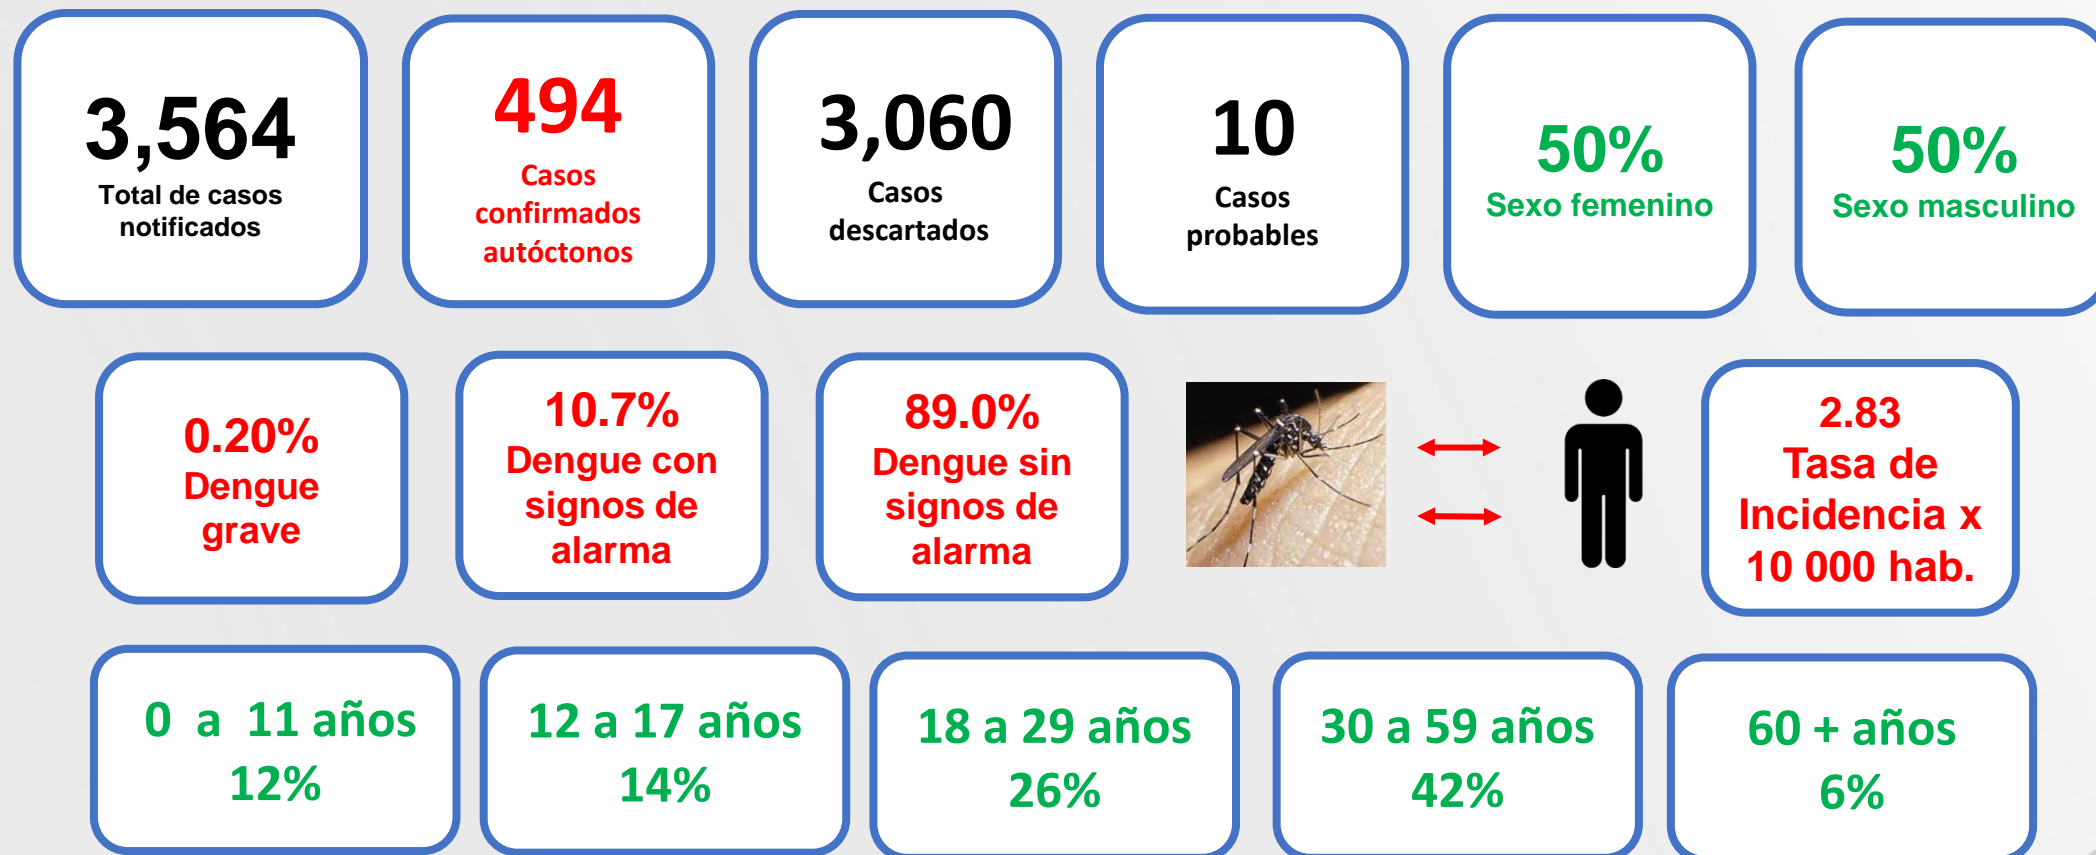 3,564
Total de casos
notificados
494
Casos
confirmados
autóctonos
3,060
Casos
descartados
10
Casos
probables
50%
Sexo femenino
50%
Sexo masculino
0.20%
Dengue
grave
10.7%
Dengue con
signos de
alarma
89.0%
Dengue sin
signos de
alarma
2.83
Tasa de
Incidencia x
10 000 hab.
0 a 11 años
12%
12 a 17 años
14%
18 a 29 años
26%
30 a 59 años
42%
60 + años
6%